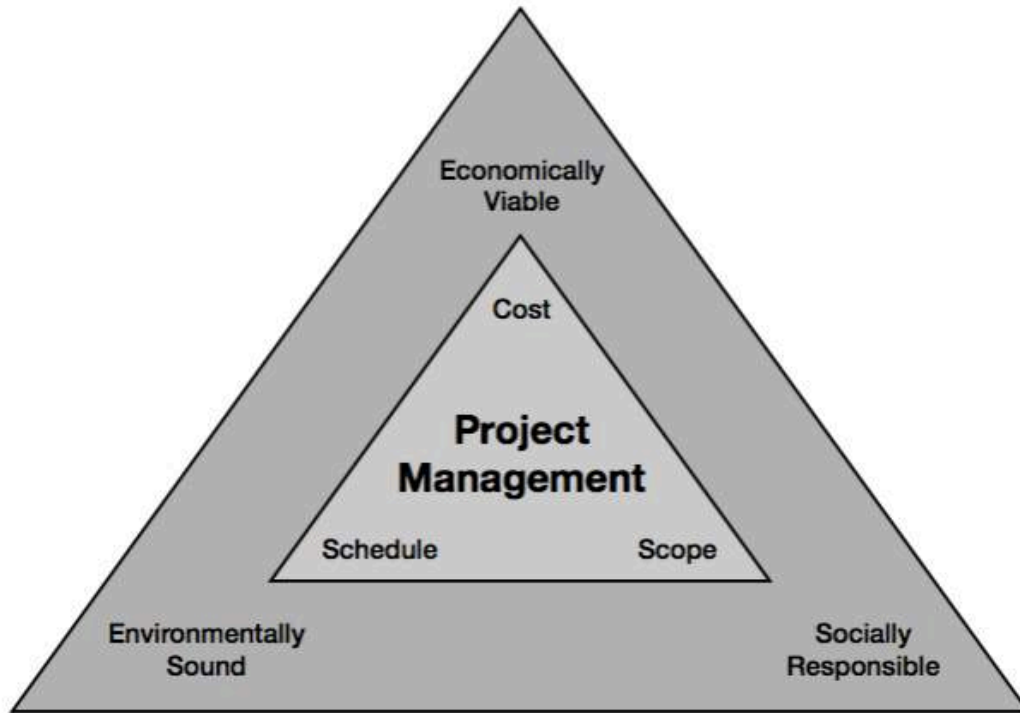 Economically
Viable
Cost
Project
Management
Schedule
Scope
Environmentally
Sound
Socially
Responsible